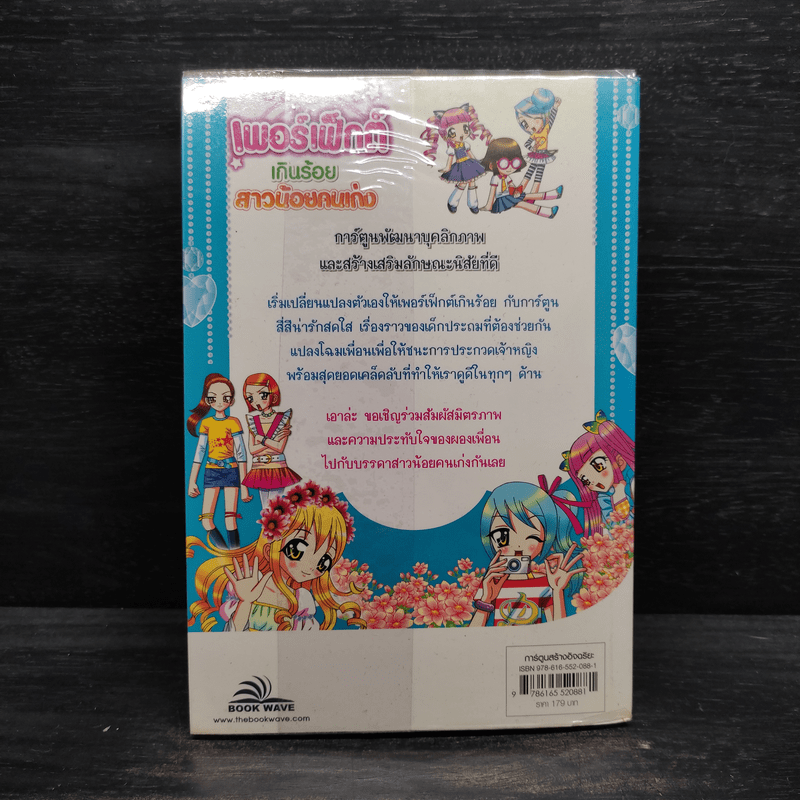 เพอร์เฟ็กต์
เกินร้อย
สาวน้อยคนเก่ง
การ์ตูนพัฒนาบุคลิกภาพ
และสร้างเสริมลักษณะนิสัยที่ดี
เริ่มเปลี่ยนแปลงตัวเองให้เพอร์เฟ็กต์เกินร้อย กับการ์ตูน
สี่สีน่ารักสดใส เรื่องราวของเด็กประถมที่ต้องช่วยกัน
แปลงโฉมเพื่อนเพื่อให้ชนะการประกวดเจ้าหญิง
พร้อมสุดยอดเคล็ดลับที่ทำให้เราดูดีในทุกๆ ด้าน
เอาล่ะ ขอเชิญร่วมสัมผัสมิตรภาพ
และความประทับใจของผองเพื่อน
ไปกับบรรดาสาวน้อยคนเก่งกันเลย
BOOK WAVE
www.thebookwave.com
การ์ตูนสร้างอัจฉริยะ
ISBN 978-616-552-088-1
9 786165 520881
ราคา 179 บาท